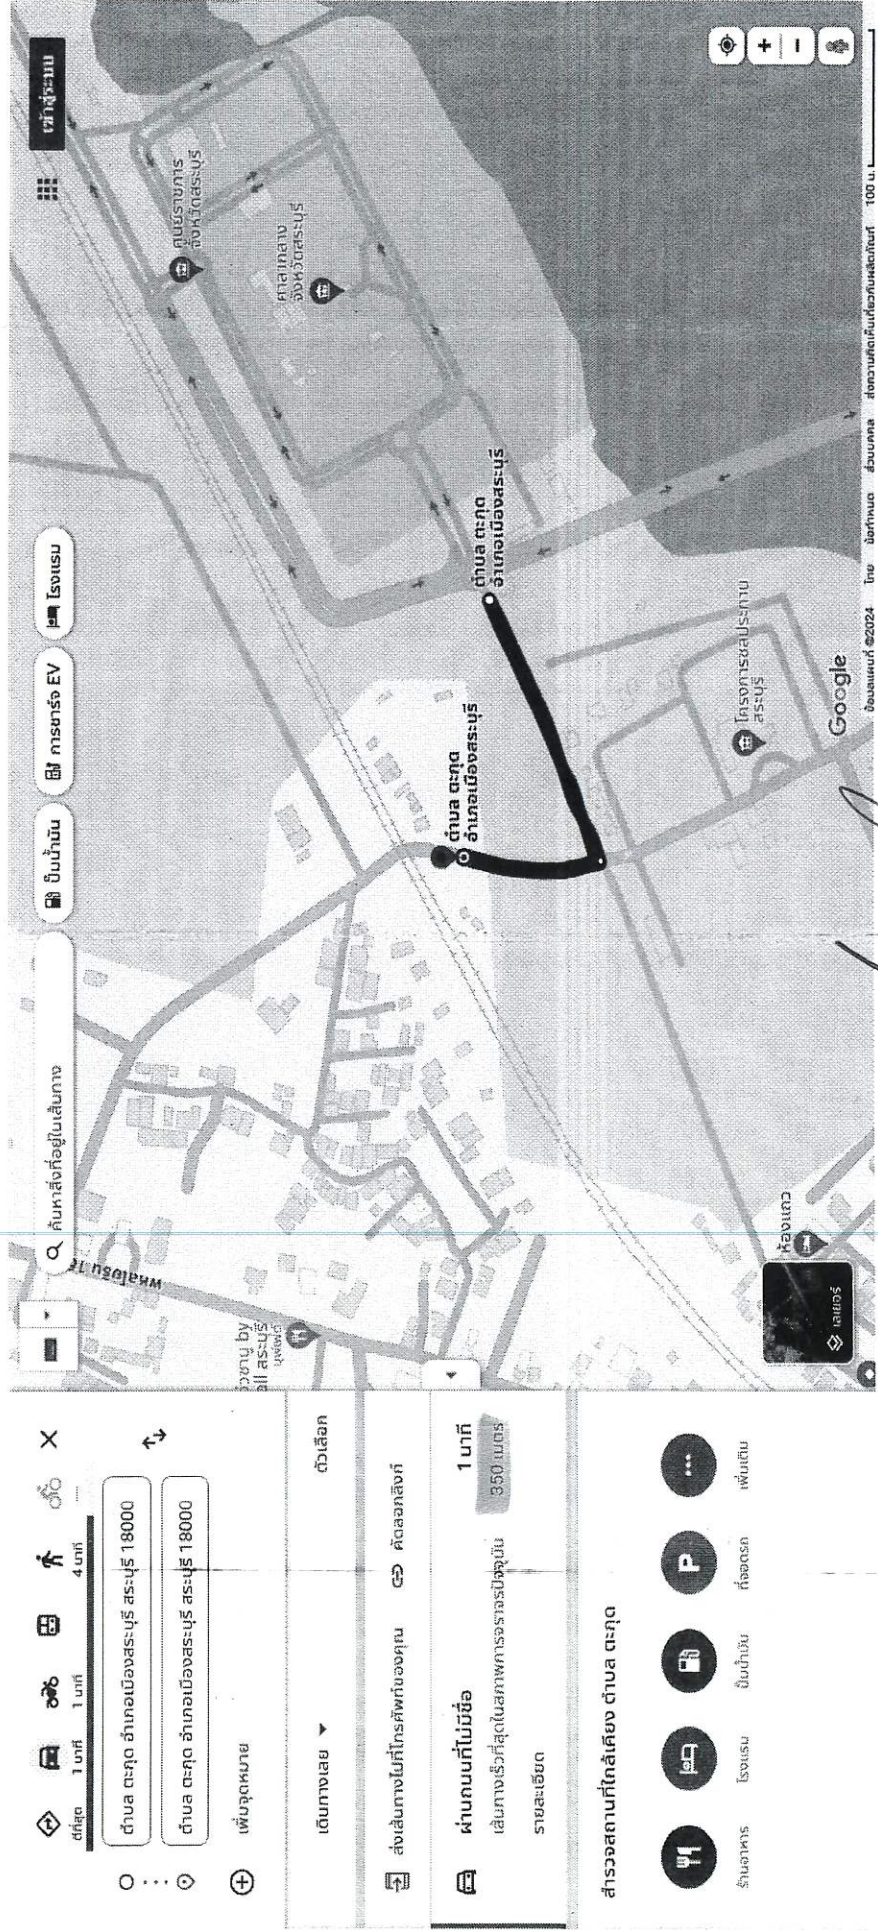 ดีที่สุด
1 นาที
1 นาที
4 นาที
ตำบล ตะกุด อำเภอเมืองสระบุรี สระบุรี 18000
ตำบล ตะกุด อำเภอเมืองสระบุรี สระบุรี 18000
เพิ่มจุดหมาย
เดินทางเลย
ตัวเลือก
ส่งเส้นทางไปที่โทรศัพท์ของคุณ
คัดลอกลิงก์
ผ่านถนนที่ไม่มีชื่อ
1 นาที
เส้นทางเร็วที่สุดในสภาพการจราจรปัจจุบัน
350 เมตร
รายละเอียด
สำรวจสถานที่ใกล้เคียง ตำบล ตะกุด
ร้านอาหาร
โรงแรม
ปั๊มน้ำมัน
ที่จอดรถ
เพิ่มเติม
ค้นหาสิ่งที่อยู่ในเส้นทาง
ปั๊มน้ำมัน
การชาร์จ EV
โรงแรม
เข้าสู่ระบบ
พหลโยธิน
by
all สระบุรี
ศูนย์ราชการ
จังหวัดสระบุรี
ศาลากลาง
จังหวัดสระบุรี
ตำบล ตะกุด
อำเภอเมืองสระบุรี
ตำบล ตะกุด
อำเภอเมืองสระบุรี
โครงการชลประทาน
สระบุรี
ห้องแถว
เลเยอร์
Google
ข้อมูลแผนที่ ©2024
ไทย
ข้อกำหนด
ส่วนบุคคล
ส่งความคิดเห็นเกี่ยวกับผลิตภัณฑ์
100 ม.